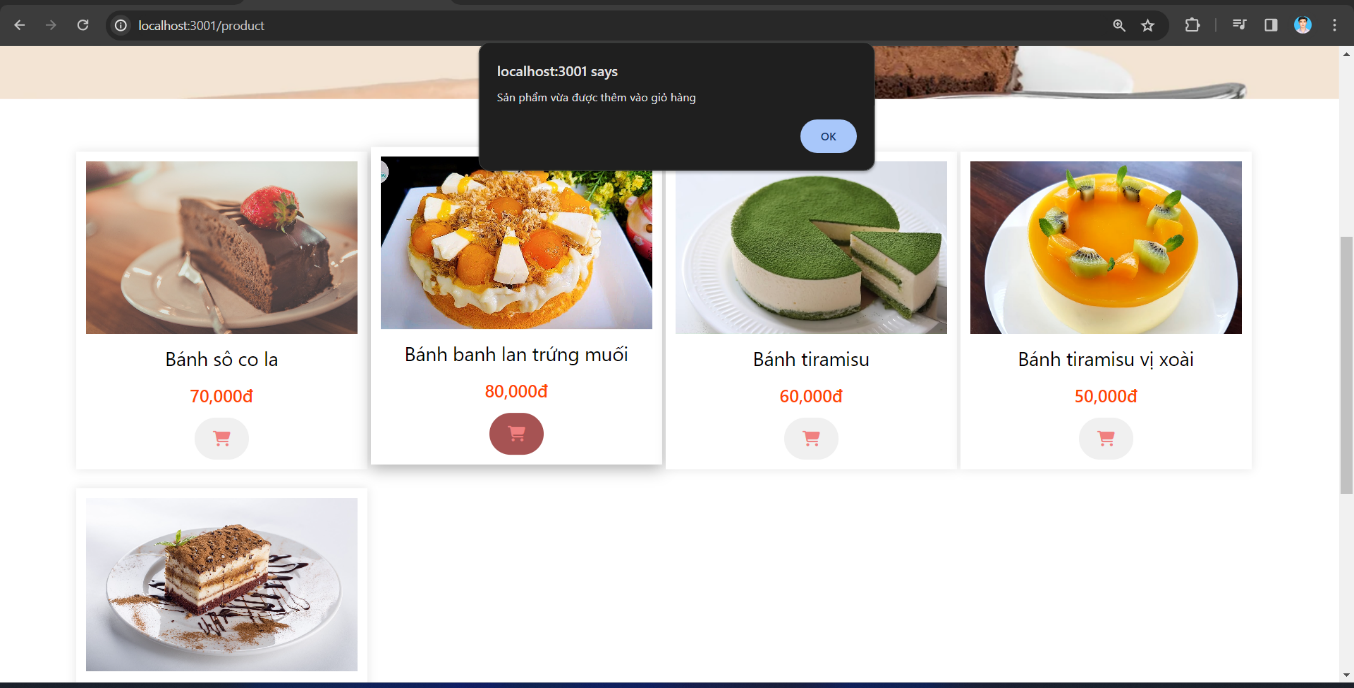 localhost:3001/product
localhost:3001 says
Sản phẩm vừa được thêm vào giỏ hàng
OK
Bánh sô co la
70,000đ
Bánh banh lan trứng muối
80,000đ
Bánh tiramisu
60,000đ
Bánh tiramisu vị xoài
50,000đ